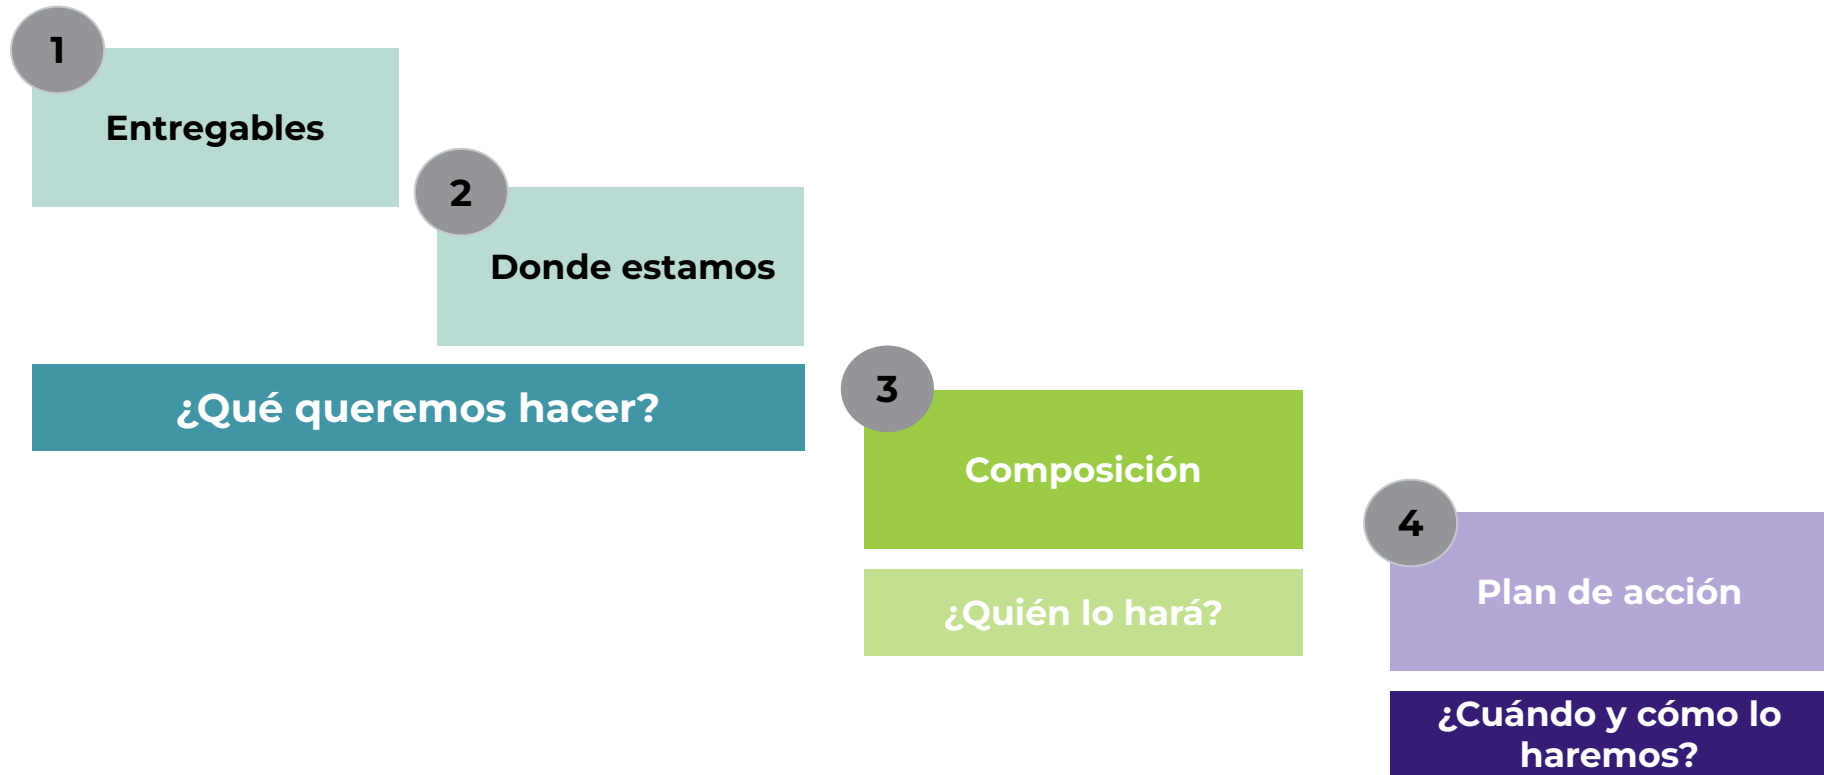 1
Entregables
2
Donde estamos
¿Qué queremos hacer?
3
Composición
¿Quién lo hará?
4
Plan de acción
¿Cuándo y cómo lo
haremos?